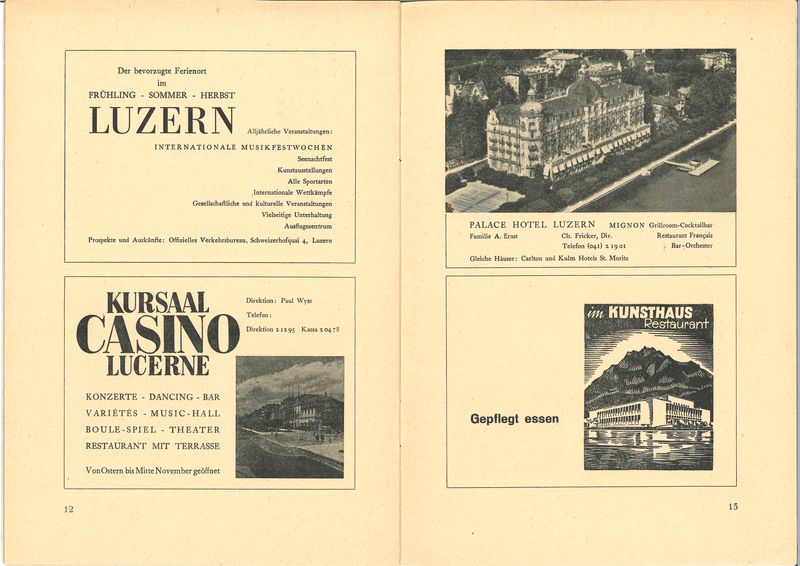 Der bevorzugte Ferienort
im
FRÜHLING - SOMMER - HERBST
LUZERN
Alljährliche Veranstaltungen:
INTERNATIONALE MUSIKFESTWOCHEN
Seenachtfest
Kunstausstellungen
Alle Sportarten
Internationale Wettkämpfe
Gesellschaftliche und kulturelle Veranstaltungen
Vielseitige Unterhaltung
Ausflugszentrum
Prospekte und Auskünfte: Offizielles Verkehrsbureau, Schweizerhofquai 4, Luzern
KURSAAL
CASINO
LUCERNE
Direktion: Paul Wyss
Telefon:
Direktion 2 12 95 Kassa 2 04 78
KONZERTE - DANCING - BAR
VARIÉTÉS - MUSIC-HALL
BOULE-SPIEL - THEATER
RESTAURANT MIT TERRASSE
Von Ostern bis Mitte November geöffnet
12
PALACE HOTEL LUZERN MIGNON Grillroom-Cocktailbar
Familie A. Ernst Ch. Fricker, Dir. Restaurant Français
Telefon (041) 2 19 01 Bar-Orchester
Gleiche Häuser: Carlton und Kulm Hotels St. Moritz
im KUNSTHAUS
Restaurant
Gepflegt essen
13